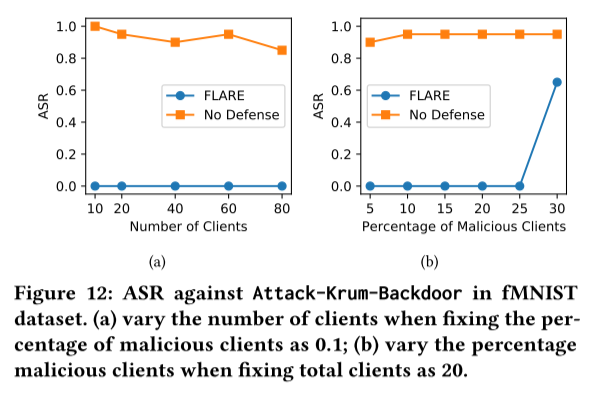 1.0
0.8
0.6
0.4
0.2
0.0
ASR
FLARE
No Defense
10 20 40 60 80
Number of Clients
(a)
1.0
0.8
0.6
0.4
0.2
0.0
ASR
FLARE
No Defense
5 10 15 20 25 30
Percentage of Malicious Clients
(b)
Figure 12: ASR against Attack-Krum-Backdoor in fMNIST
dataset. (a) vary the number of clients when fixing the per-
centage of malicious clients as 0.1; (b) vary the percentage
malicious clients when fixing total clients as 20.